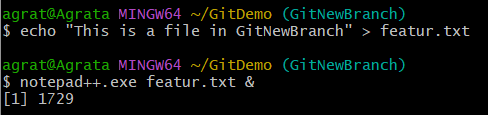 agrat@Agrata MINGW64 ~/GitDemo (GitNewBranch)
$ echo "This is a file in GitNewBranch" > featur.txt
agrat@Agrata MINGW64 ~/GitDemo (GitNewBranch)
$ notepad++.exe featur.txt &
[1] 1729